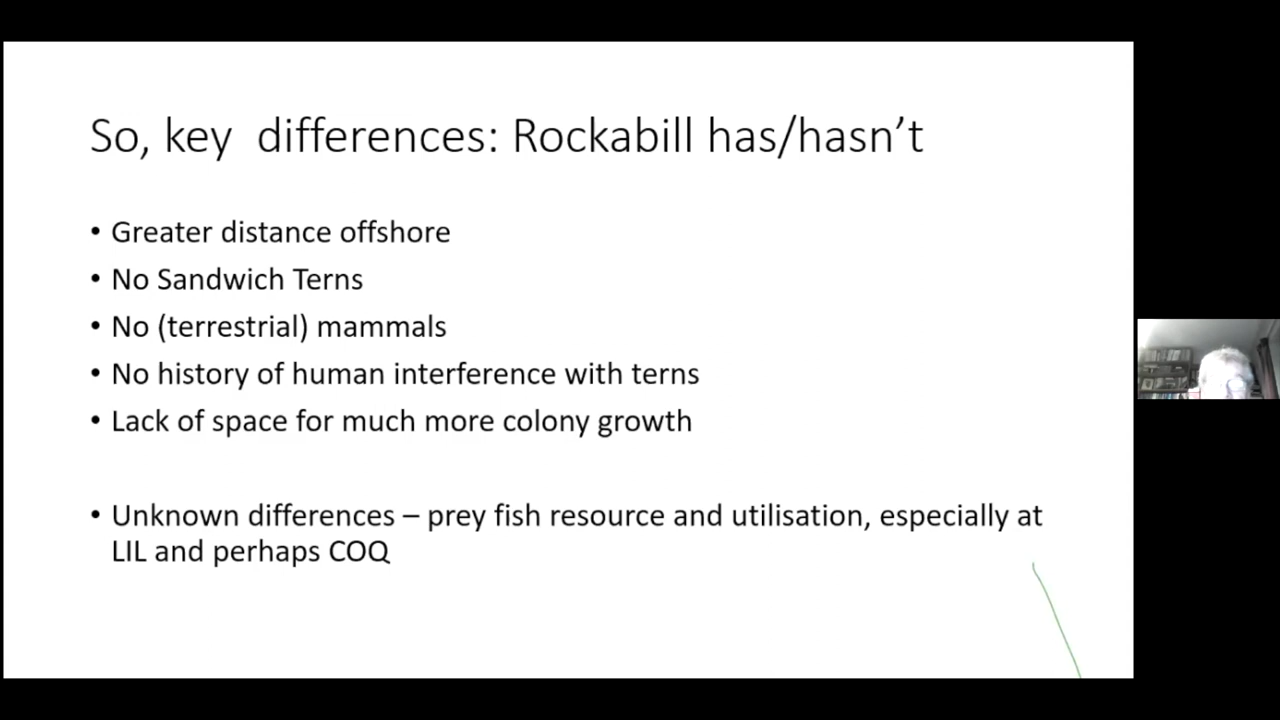 So, key  differences: Rockabill has/hasn’t
• Greater distance offshore
• No Sandwich Terns
• No (terrestrial) mammals
• No history of human interference with terns
• Lack of space for much more colony growth
• Unknown differences – prey fish resource and utilisation, especially at
LIL and perhaps COQ